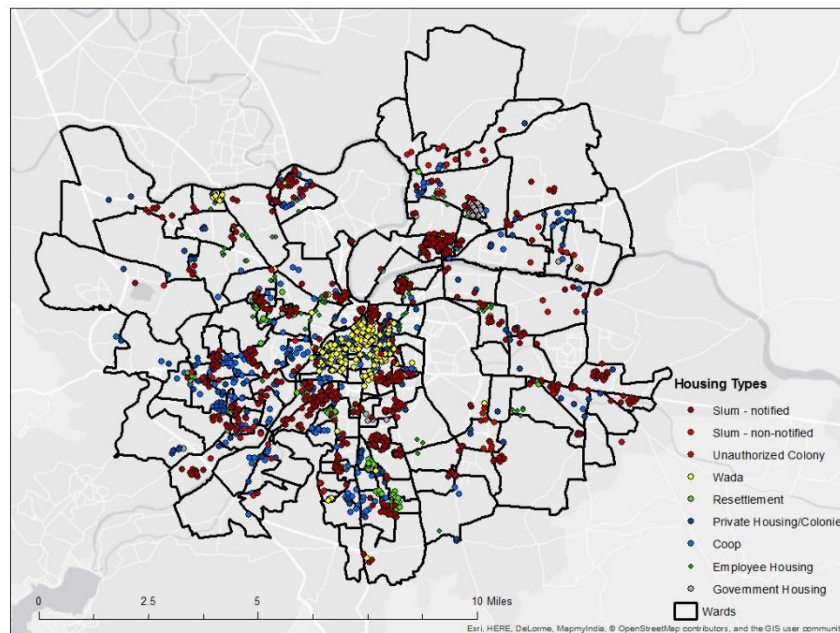 Housing Types
Slum - notified
Slum - non-notified
Unauthorized Colony
Wada
Resettlement
Private Housing/Colonie
Coop
Employee Housing
Government Housing
Wards
0 2.5 5 10 Miles
Esri, HERE, DeLorme, MapmyIndia, © OpenStreetMap contributors, and the GIS user communit